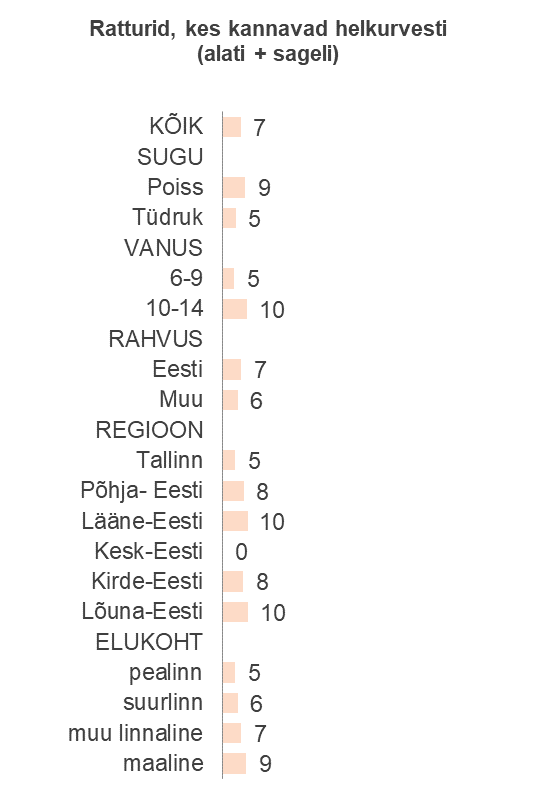 Ratturid, kes kannavad helkurvesti
(alati + sageli)
KÕIK 7
SUGU
Poiss 9
Tüdruk 5
VANUS
6-9 5
10-14 10
RAHVUS
Eesti 7
Muu 6
REGIOON
Tallinn 5
Põhja- Eesti 8
Lääne-Eesti 10
Kesk-Eesti 0
Kirde-Eesti 8
Lõuna-Eesti 10
ELUKOHT
pealinn 5
suurlinn 6
muu linnaline 7
maaline 9